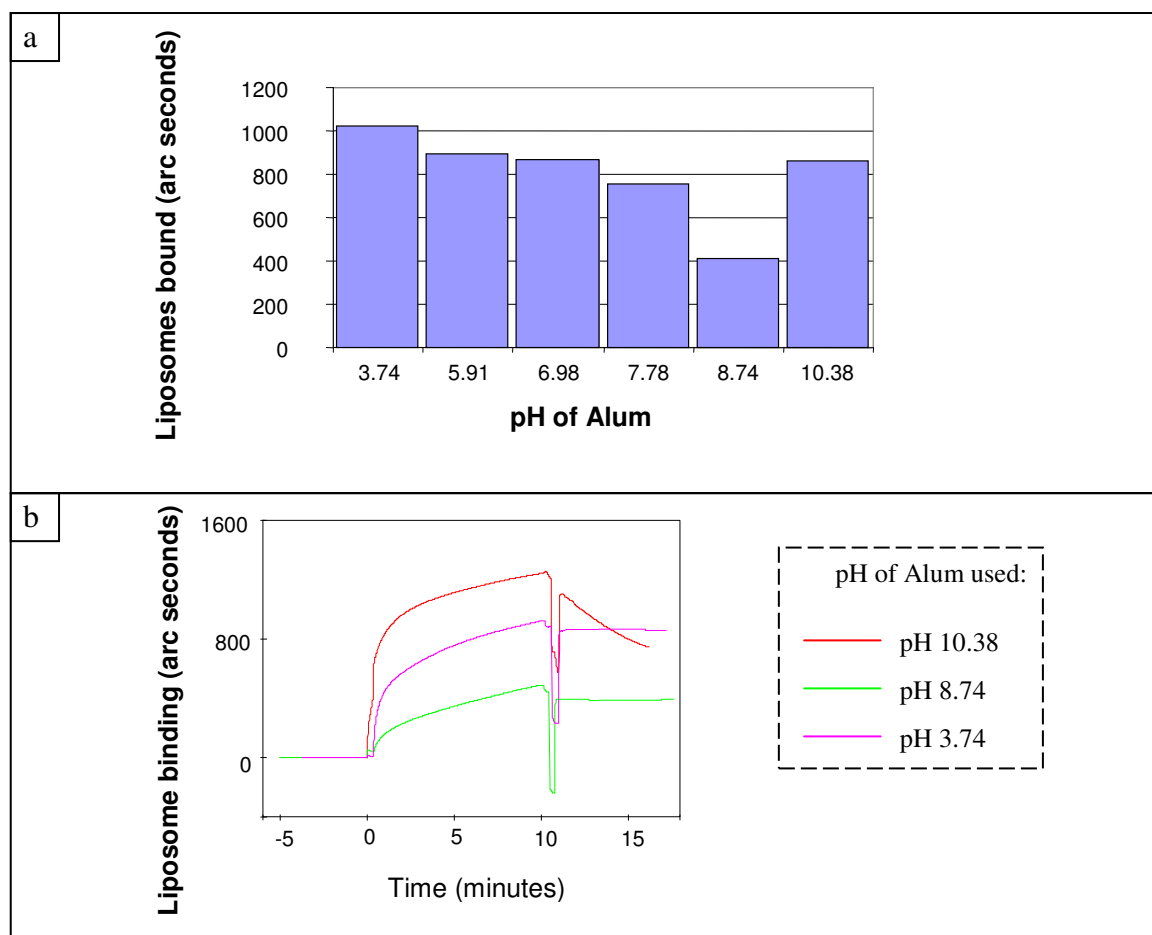 a
Liposomes bound (arc seconds)
1200
1000
800
600
400
200
0
3.74 5.91 6.98 7.78 8.74 10.38
pH of Alum
b
Liposome binding (arc seconds)
1600
800
0
-5 0 5 10 15
Time (minutes)
pH of Alum used:
pH 10.38
pH 8.74
pH 3.74